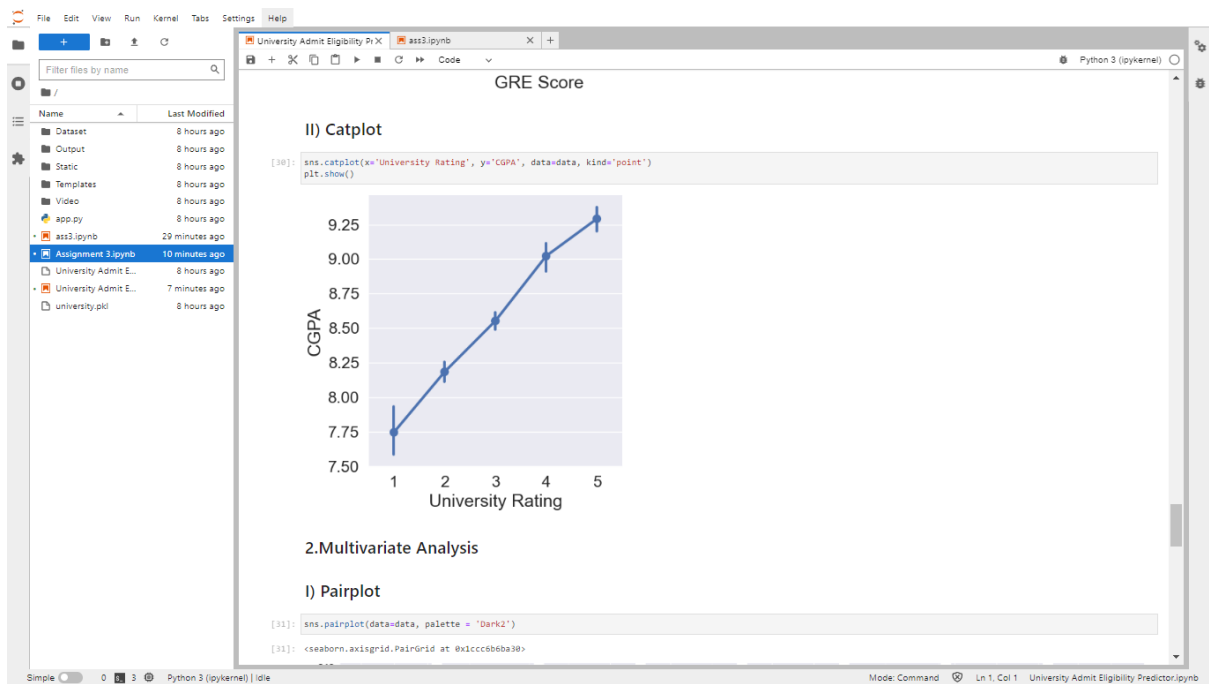 File Edit View Run Kernel Tabs Settings Help
+
Filter files by name
/
Name Last Modified
Dataset 8 hours ago
Output 8 hours ago
Static 8 hours ago
Templates 8 hours ago
Video 8 hours ago
app.py 8 hours ago
ass3.ipynb 29 minutes ago
Assignment 3.ipynb 10 minutes ago
University Admit E... 8 hours ago
University Admit E... 7 minutes ago
university.pkl 8 hours ago
University Admit Eligibility Pr × ass3.ipynb × +
Code Python 3 (ipykernel)
GRE Score
II) Catplot
[30]: sns.catplot(x='University Rating', y='CGPA', data=data, kind='point')
plt.show()
9.25
9.00
8.75
8.50
8.25
8.00
7.75
7.50
CGPA
1 2 3 4 5
University Rating
2.Multivariate Analysis
I) Pairplot
[31]: sns.pairplot(data=data, palette = 'Dark2')
[31]: <seaborn.axisgrid.PairGrid at 0x1ccc6b6ba30>
Simple 0 3 Python 3 (ipykernel) | Idle Mode: Command Ln 1, Col 1 University Admit Eligibility Predictor.ipynb